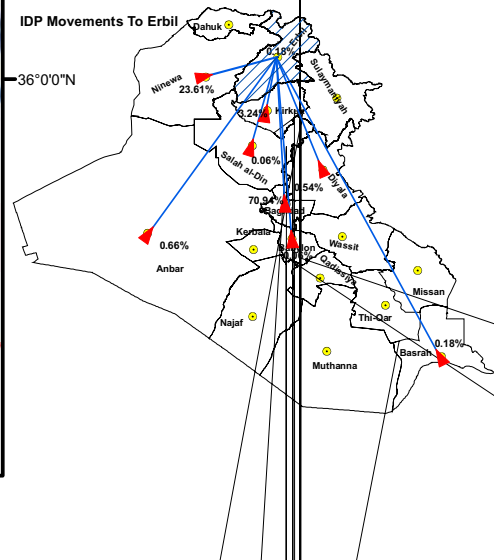 IDP Movements To Erbil
Dahuk
Erbil
0.18%
36°0'0"N
Ninewa
Sulaymaniyah
23.61%
3.24%
Kirkuk
0.06%
Salah al-Din
0.54%
Diyala
70.94%
Baghdad
Kerbala
Babylon
Wassit
0.66%
Anbar
Qadissiya
Missan
Najaf
Thi-Qar
0.18%
Basrah
Muthanna